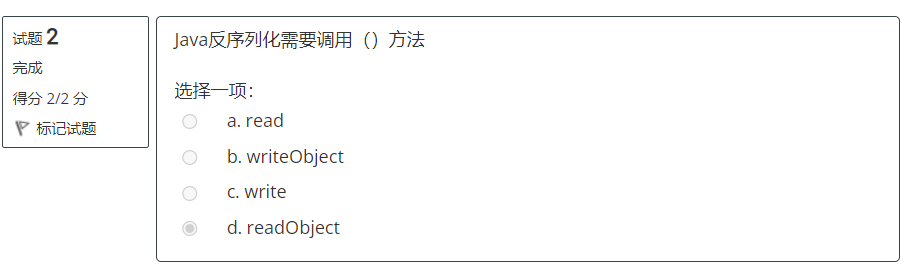 试题 2
完成
得分 2/2 分
标记试题
Java反序列化需要调用（）方法
选择一项：
a. read
b. writeObject
c. write
d. readObject